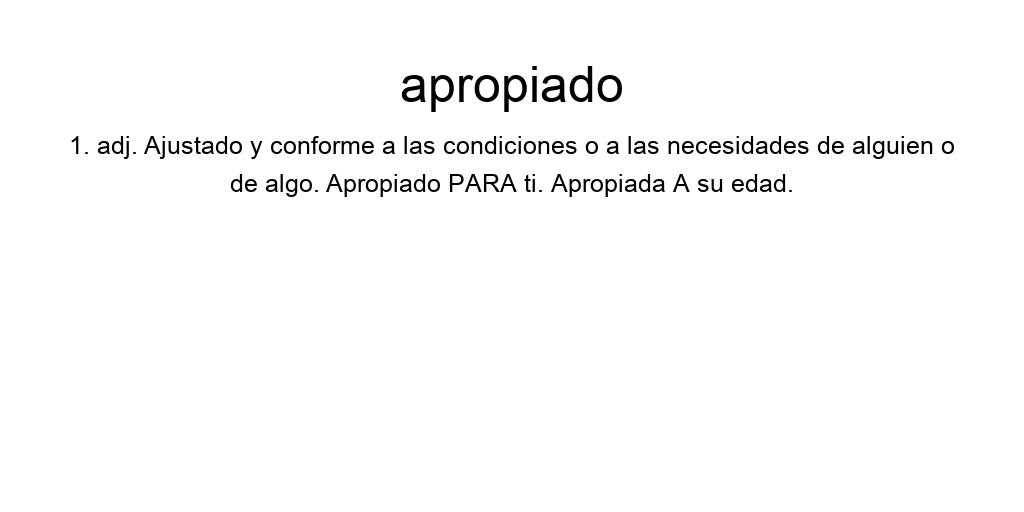 apropiado
1. adj. Ajustado y conforme a las condiciones o a las necesidades de alguien o
de algo. Apropiado PARA ti. Apropiada A su edad.